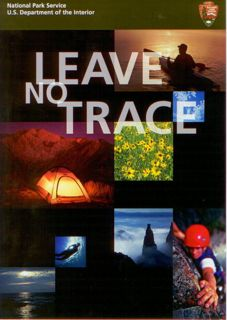 National Park Service
U.S. Department of the Interior
LEAVE
NO
TRACE